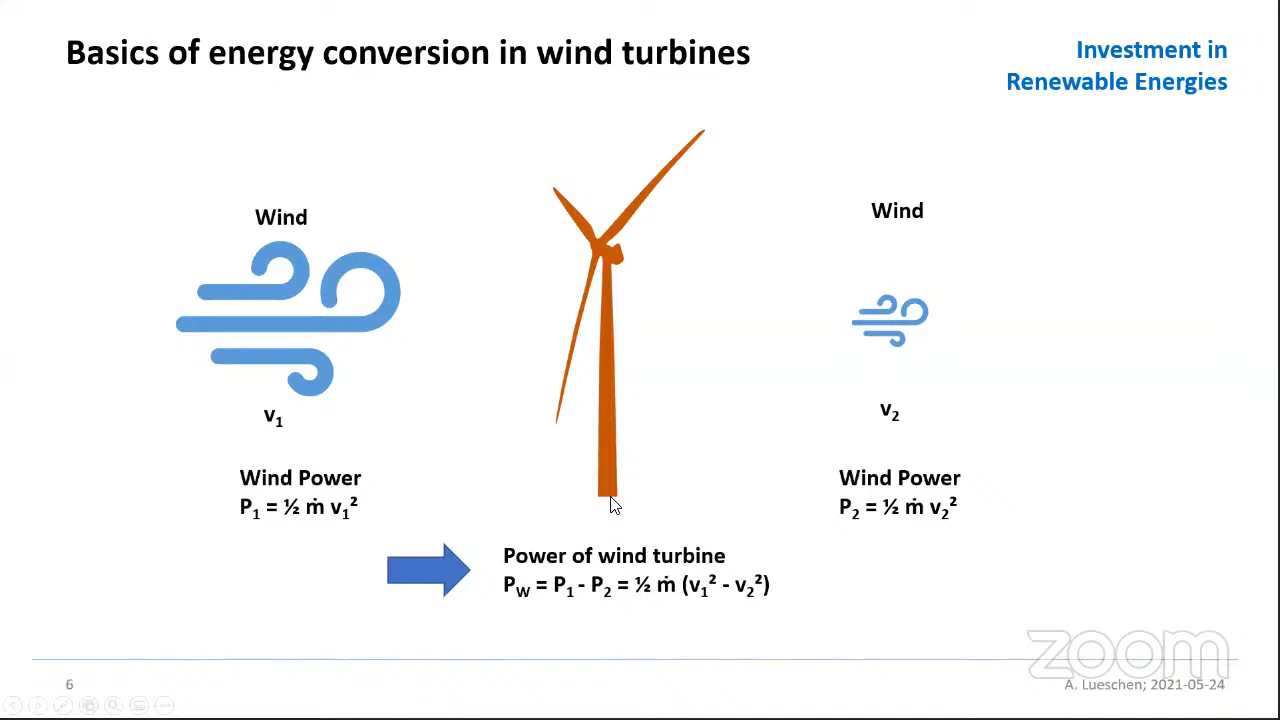 Basics of energy conversion in wind turbines
Investment in
Renewable Energies
Wind
Wind
v₁
v₂
Wind Power
P₁ = ½ ṁ v₁²
Wind Power
P₂ = ½ ṁ v₂²
Power of wind turbine
P_W = P₁ - P₂ = ½ ṁ (v₁² - v₂²)
zoom
6
A. Lueschen; 2021-05-24